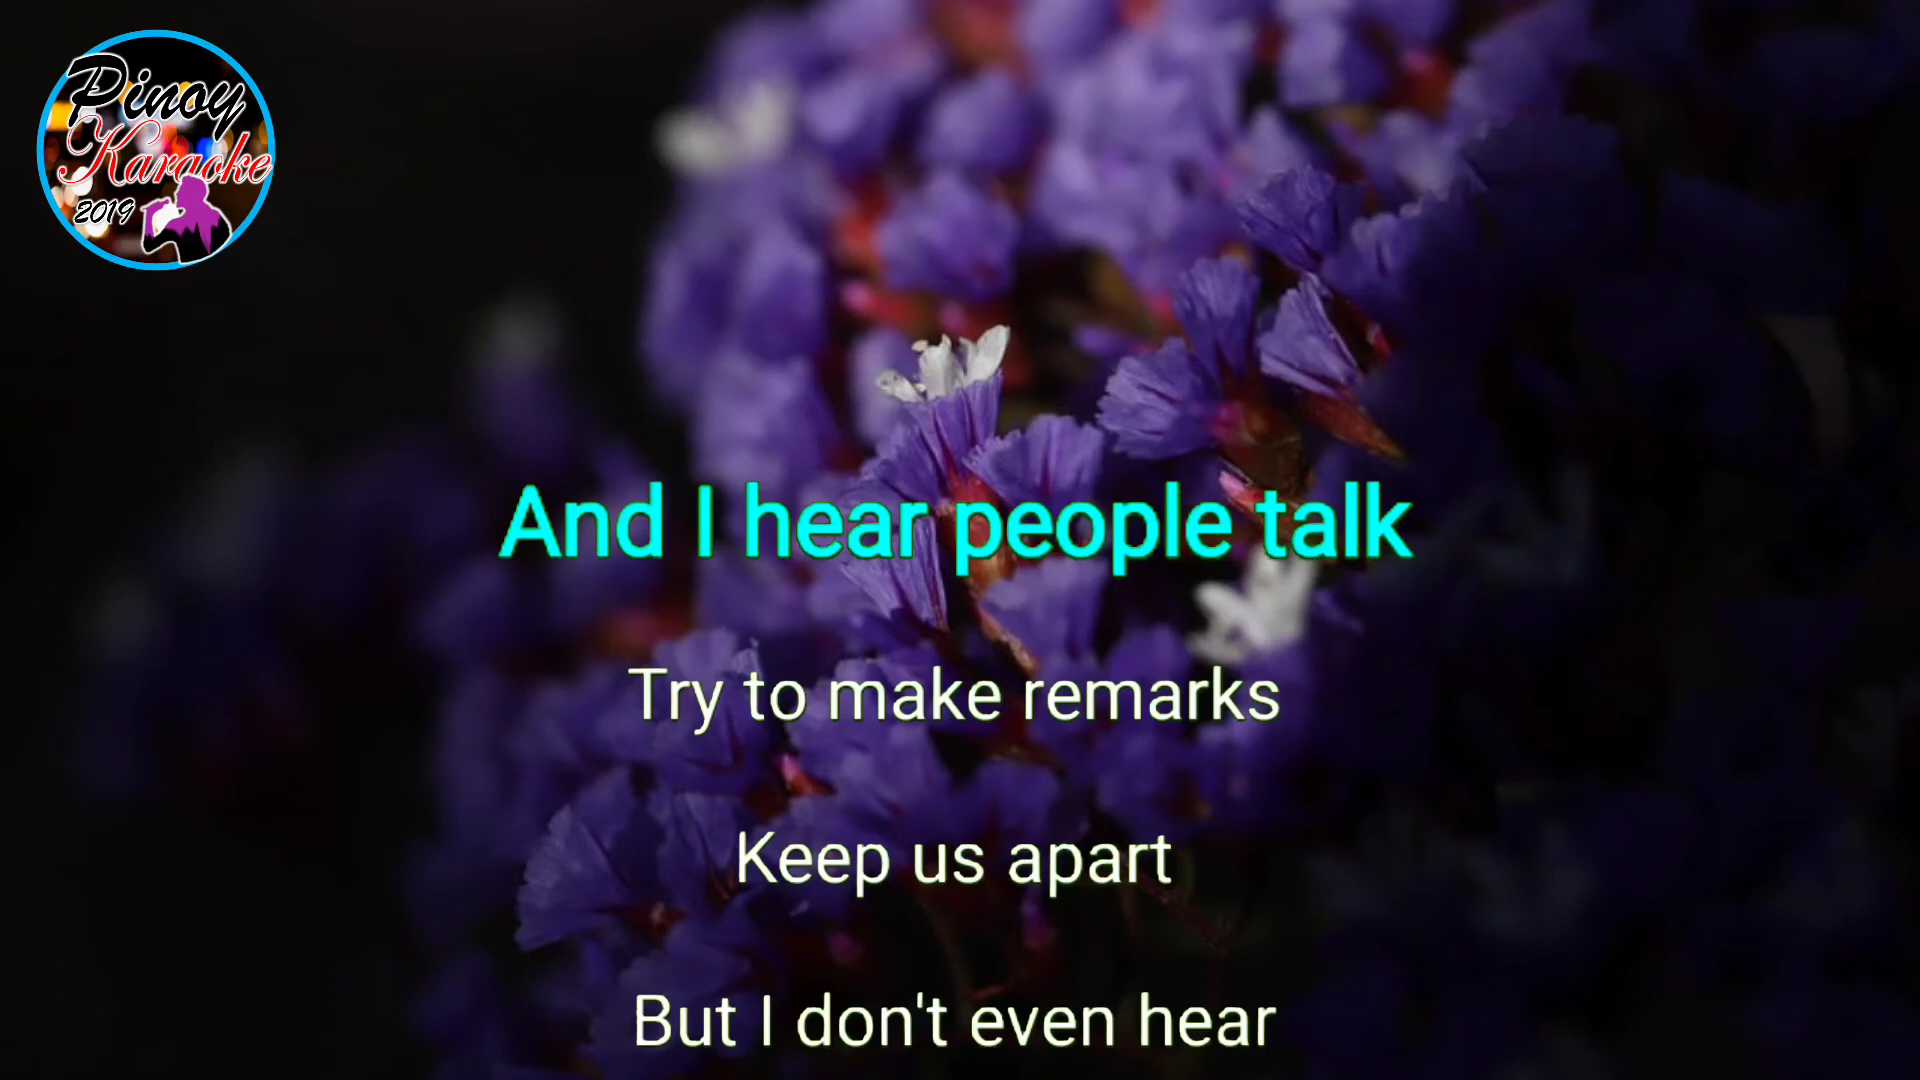 Pinoy
Karaoke
2019
And I hear people talk
Try to make remarks
Keep us apart
But I don't even hear